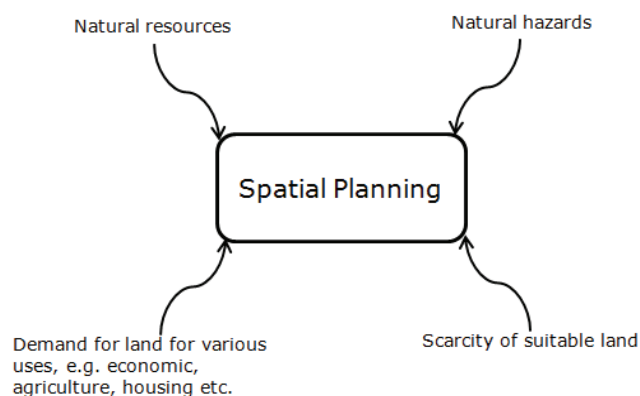 Natural resources
Natural hazards
Spatial Planning
Demand for land for various
uses, e.g. economic,
agriculture, housing etc.
Scarcity of suitable land